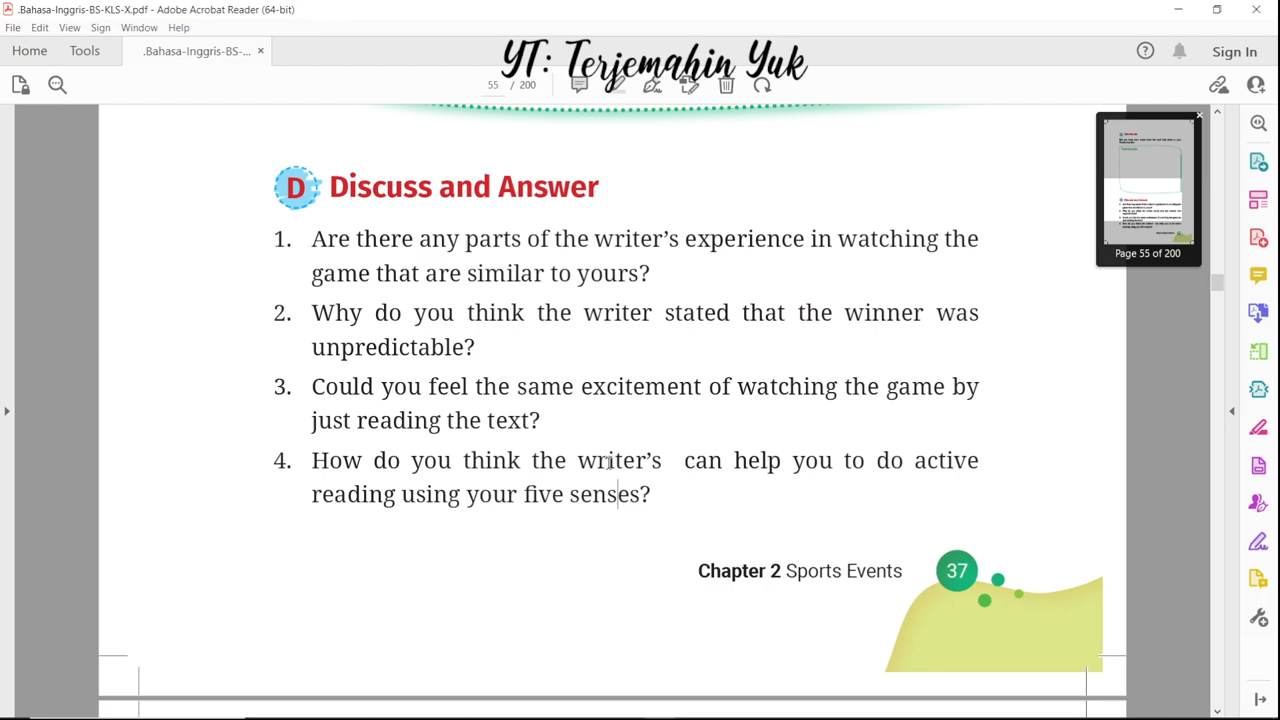 .Bahasa-Inggris-BS-KLS-X.pdf - Adobe Acrobat Reader (64-bit)
File Edit View Sign Window Help
Home Tools .Bahasa-Inggris-BS-... × Sign In
YT: Terjemahin Yuk
55 / 200
D Discuss and Answer
1. Are there any parts of the writer’s experience in watching the
game that are similar to yours?
2. Why do you think the writer stated that the winner was
unpredictable?
3. Could you feel the same excitement of watching the game by
just reading the text?
4. How do you think the writer’s can help you to do active
reading using your five senses?
Chapter 2 Sports Events 37
Page 55 of 200